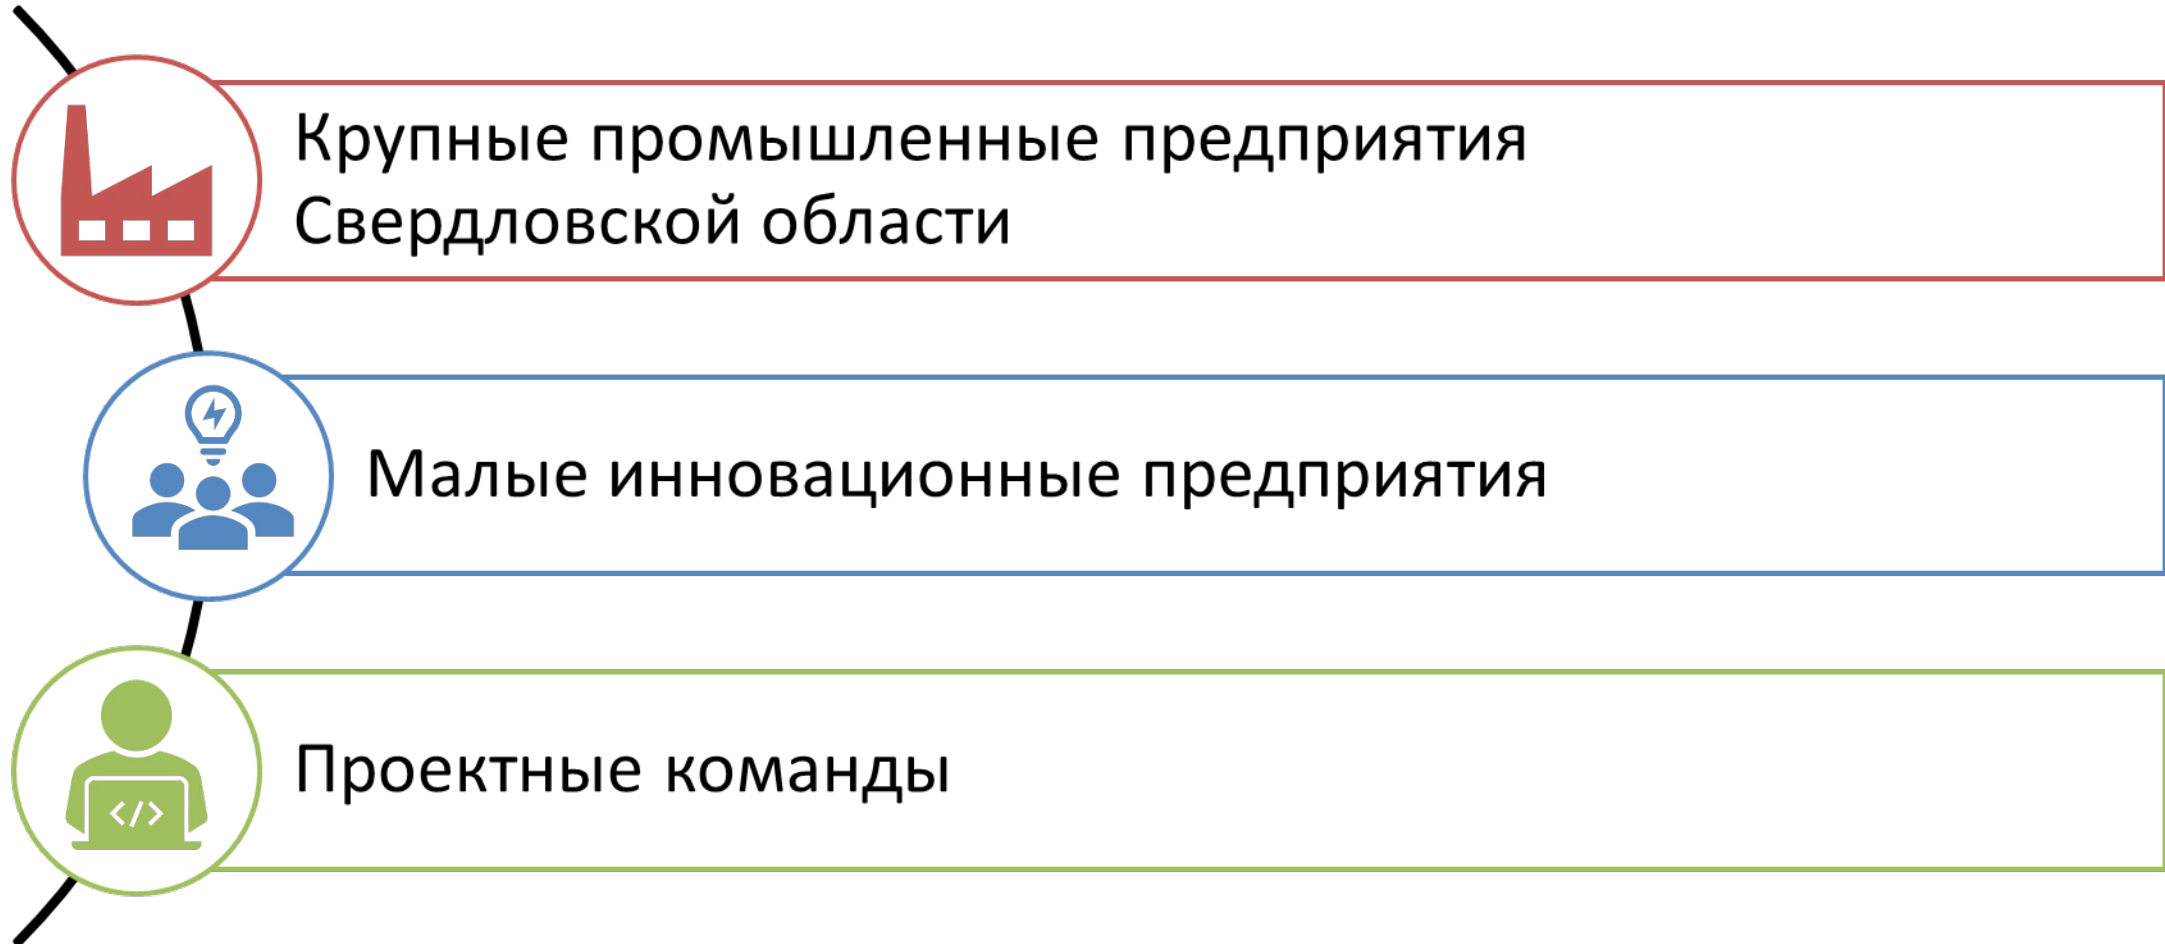 Крупные промышленные предприятия
Свердловской области
Малые инновационные предприятия
Проектные команды
</>